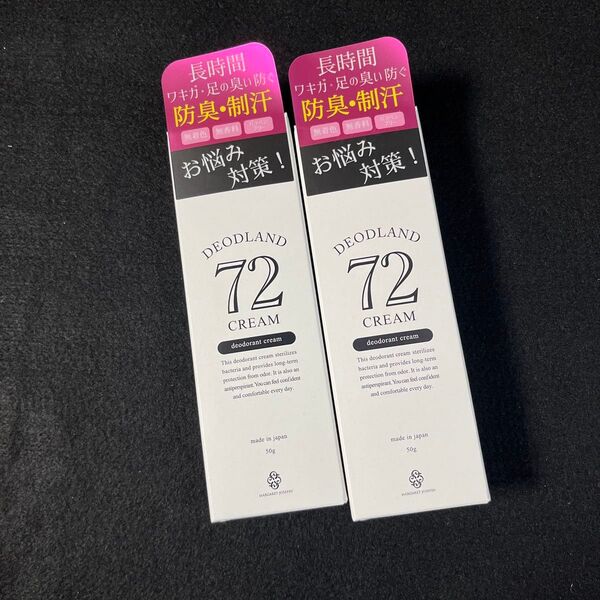 長時間
ワキガ・足の臭い防ぐ
防臭・制汗
無着色 無香料
お悩み
対策!
DEODLAND
72
CREAM
deodorant cream
This deodorant cream sterilizes
bacteria and provides long-term
protection from odor. It is also an
antiperspirant. You can feel confident
and comfortable every day.
made in japan
50g
MARGARET JOSEFIN
長時間
ワキガ・足の臭い防ぐ
防臭・制汗
無着色 無香料
お悩み
対策!
DEODLAND
72
CREAM
deodorant cream
This deodorant cream sterilizes
bacteria and provides long-term
protection from odor. It is also an
antiperspirant. You can feel confident
and comfortable every day.
made in japan
50g
MARGARET JOSEFIN